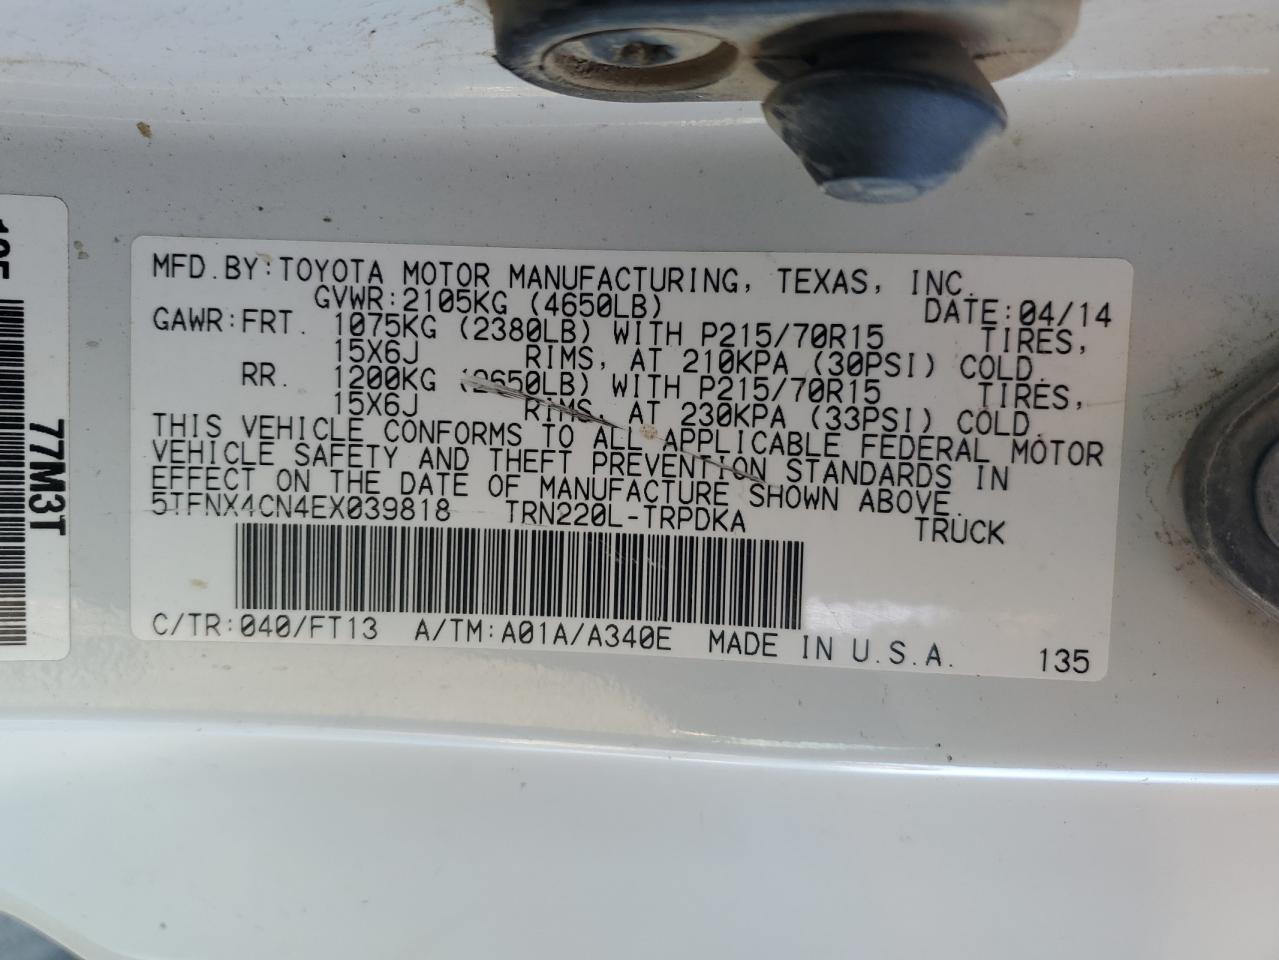 MFD.BY:TOYOTA MOTOR MANUFACTURING, TEXAS, INC.
GVWR:2105KG (4650LB) DATE:04/14
GAWR:FRT. 1075KG (2380LB) WITH P215/70R15 TIRES,
15X6J RIMS, AT 210KPA (30PSI) COLD.
RR. 1200KG (2650LB) WITH P215/70R15 TIRES,
15X6J RIMS, AT 230KPA (33PSI) COLD.
THIS VEHICLE CONFORMS TO ALL APPLICABLE FEDERAL MOTOR
VEHICLE SAFETY AND THEFT PREVENTION STANDARDS IN
EFFECT ON THE DATE OF MANUFACTURE SHOWN ABOVE.
5TFNX4CN4EX039818 TRN220L-TRPDKA TRUCK
C/TR:040/FT13 A/TM:A01A/A340E MADE IN U.S.A. 135
77M3T